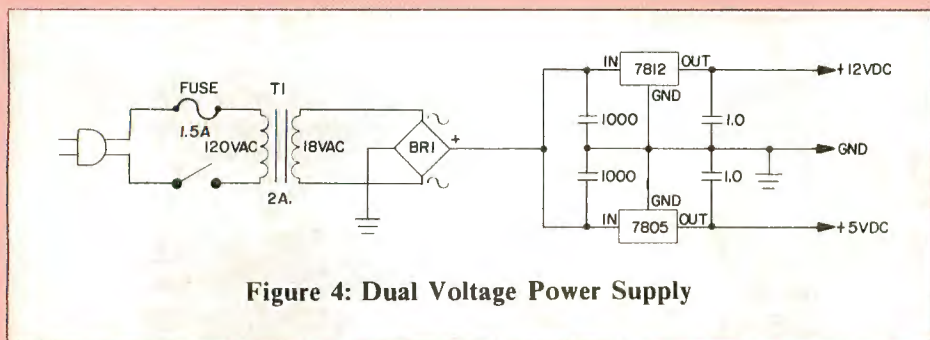 FUSE
1.5A
T1
120VAC
18VAC
2A.
BR1
+
IN
7812
OUT
GND
1000
1.0
+12VDC
GND
1000
1.0
GND
IN
7805
OUT
+5VDC
Figure 4: Dual Voltage Power Supply